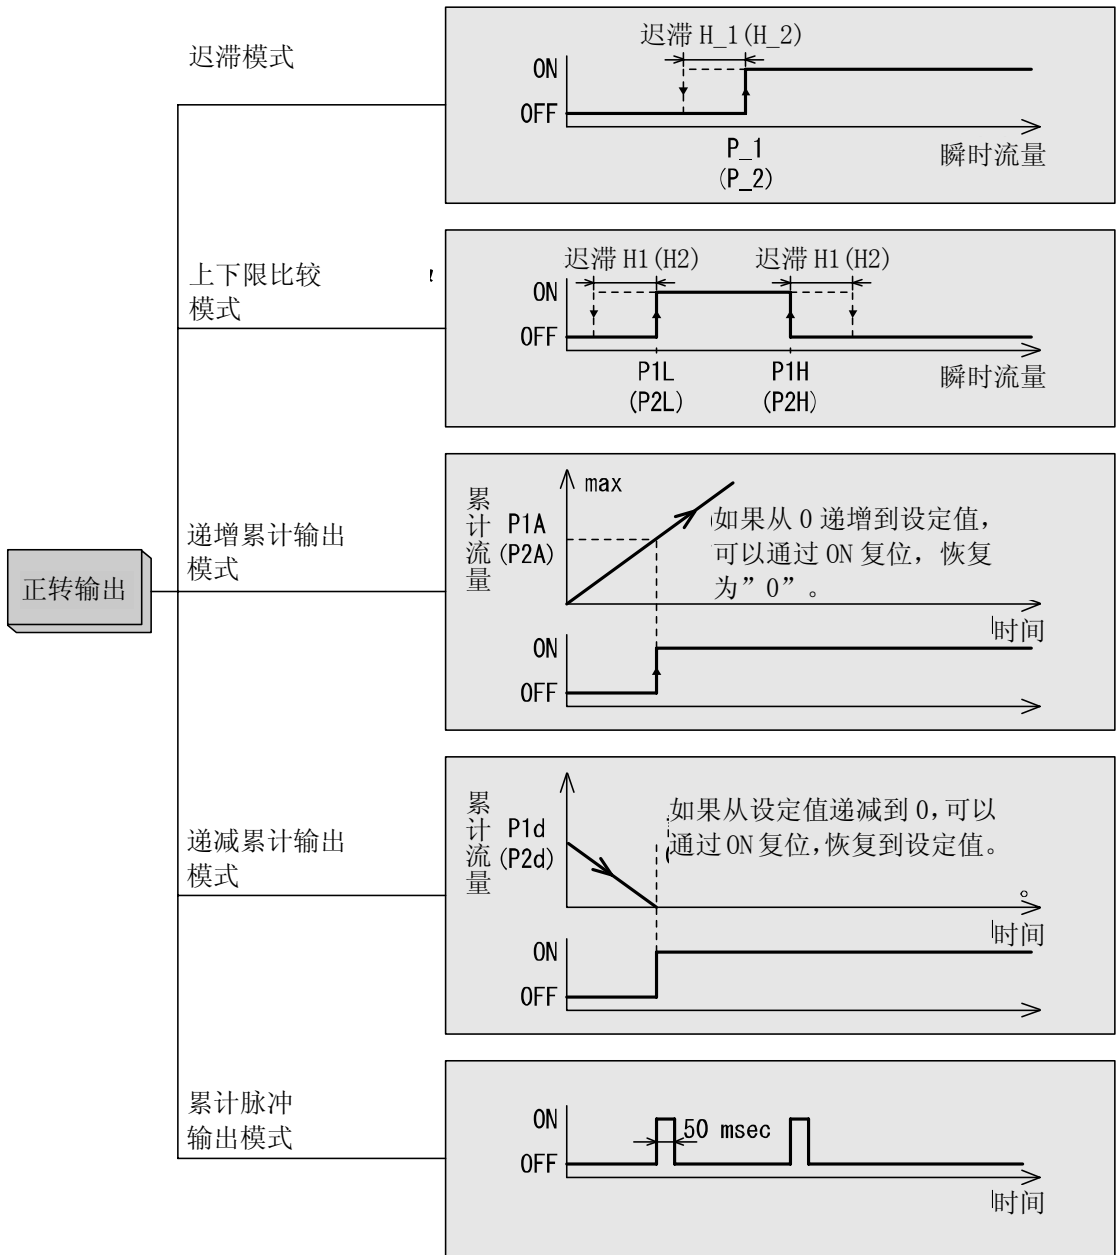 迟滞模式
迟滞 H_1(H_2)
ON
OFF
P_1
(P_2)
瞬时流量
上下限比较
模式
迟滞 H1(H2)
迟滞 H1(H2)
ON
OFF
P1L
(P2L)
P1H
(P2H)
瞬时流量
正转输出
递增累计输出
模式
累计流量
P1A
(P2A)
max
如果从 0 递增到设定值，
可以通过 ON 复位，恢复
为”0”。
时间
ON
OFF
递减累计输出
模式
累计流量
P1d
(P2d)
如果从设定值递减到 0,可以
通过 ON 复位,恢复到设定值。
。
时间
ON
OFF
累计脉冲
输出模式
ON
OFF
50 msec
时间